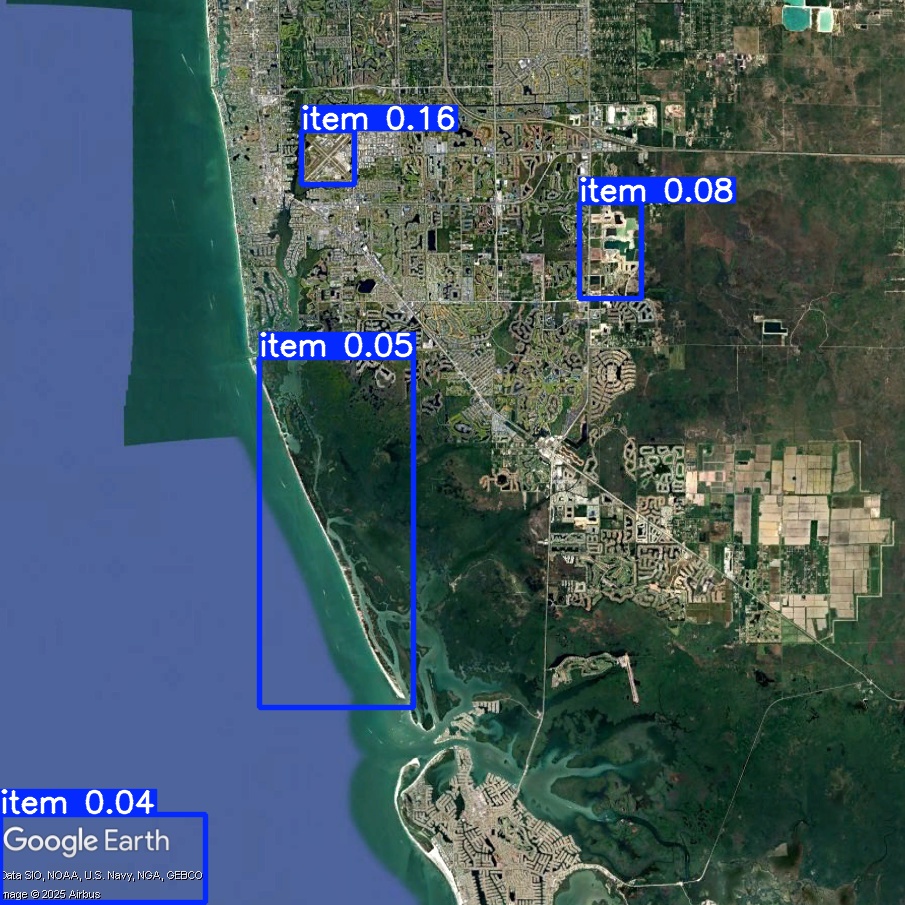 item 0.16
item 0.08
item 0.05
item 0.04
Google Earth
Data SIO, NOAA, U.S. Navy, NGA, GEBCO
Image © 2025 Airbus